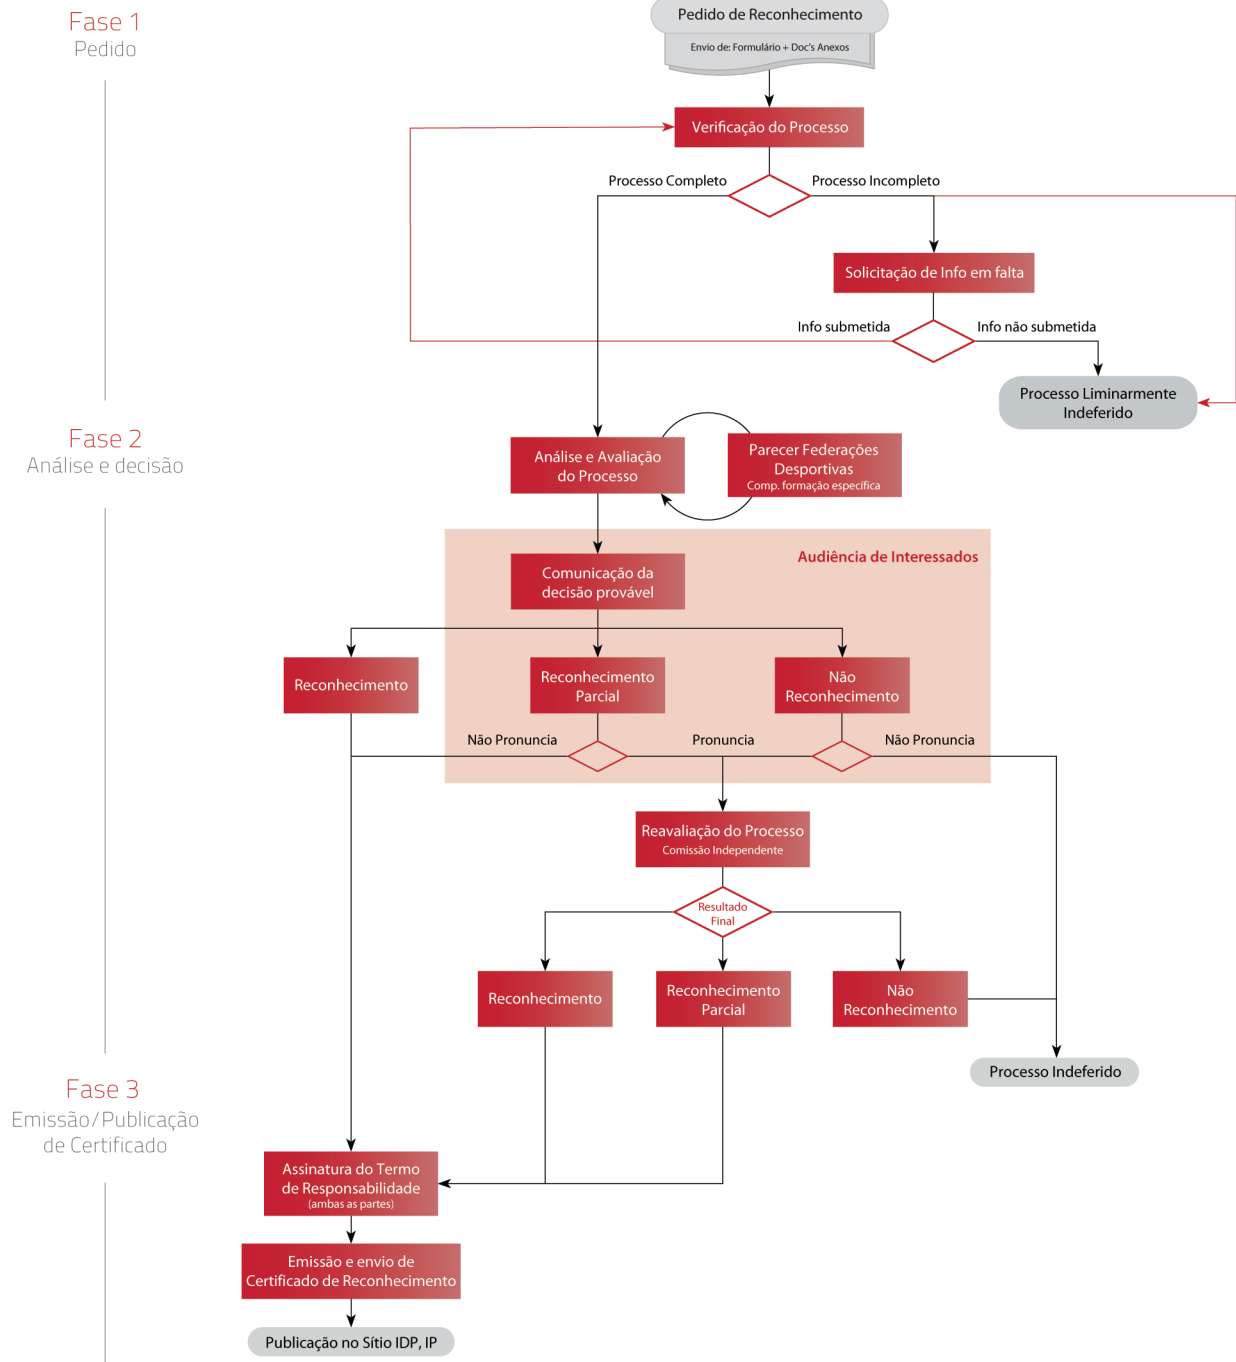 Fase 1
Pedido
Pedido de Reconhecimento
Envio de: Formulário + Doc's Anexos
Verificação do Processo
Processo Completo
Processo Incompleto
Solicitação de Info em falta
Info submetida
Info não submetida
Processo Liminarmente
Indeferido
Fase 2
Análise e decisão
Análise e Avaliação
do Processo
Parecer Federações
Desportivas
Comp. formação específica
Audiência de Interessados
Comunicação da
decisão provável
Reconhecimento
Reconhecimento
Parcial
Não
Reconhecimento
Não Pronuncia
Pronuncia
Não Pronuncia
Reavaliação do Processo
Comissão Independente
Resultado
Final
Reconhecimento
Reconhecimento
Parcial
Não
Reconhecimento
Processo Indeferido
Fase 3
Emissão/Publicação
de Certificado
Assinatura do Termo
de Responsabilidade
(ambas as partes)
Emissão e envio de
Certificado de Reconhecimento
Publicação no Sítio IDP, IP